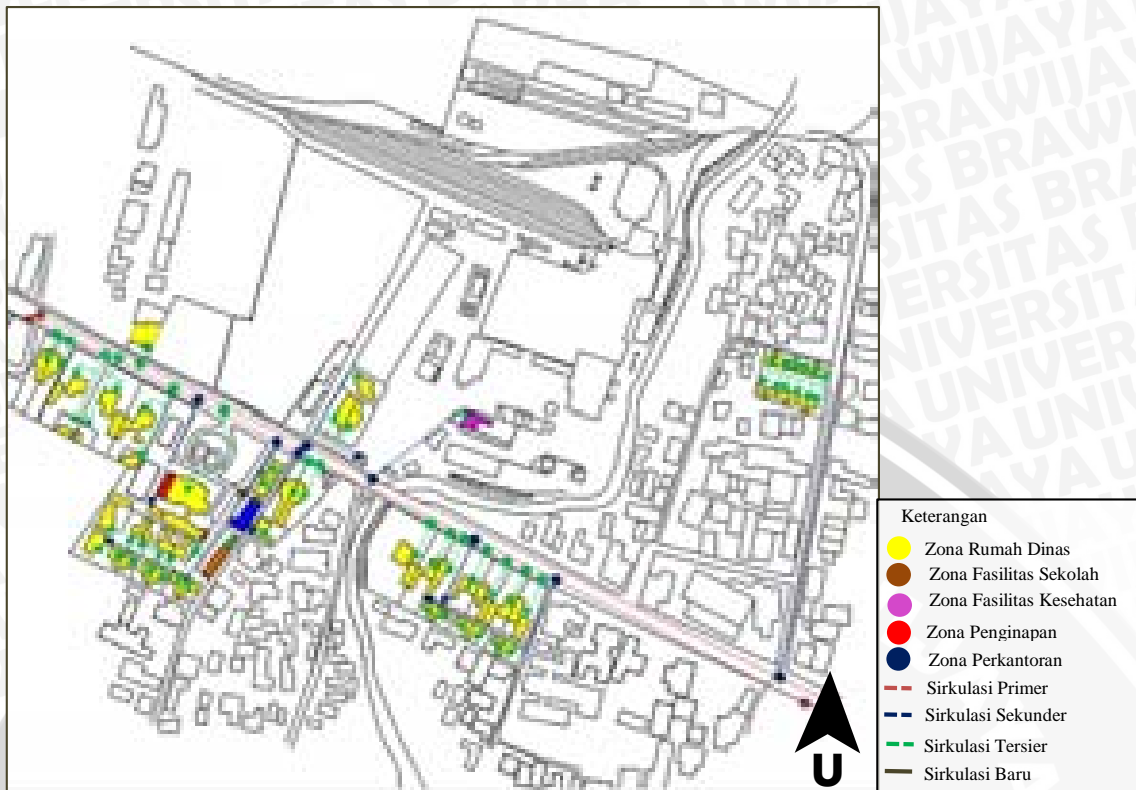 Keterangan
Zona Rumah Dinas
Zona Fasilitas Sekolah
Zona Fasilitas Kesehatan
Zona Penginapan
Zona Perkantoran
Sirkulasi Primer
Sirkulasi Sekunder
Sirkulasi Tersier
Sirkulasi Baru
U